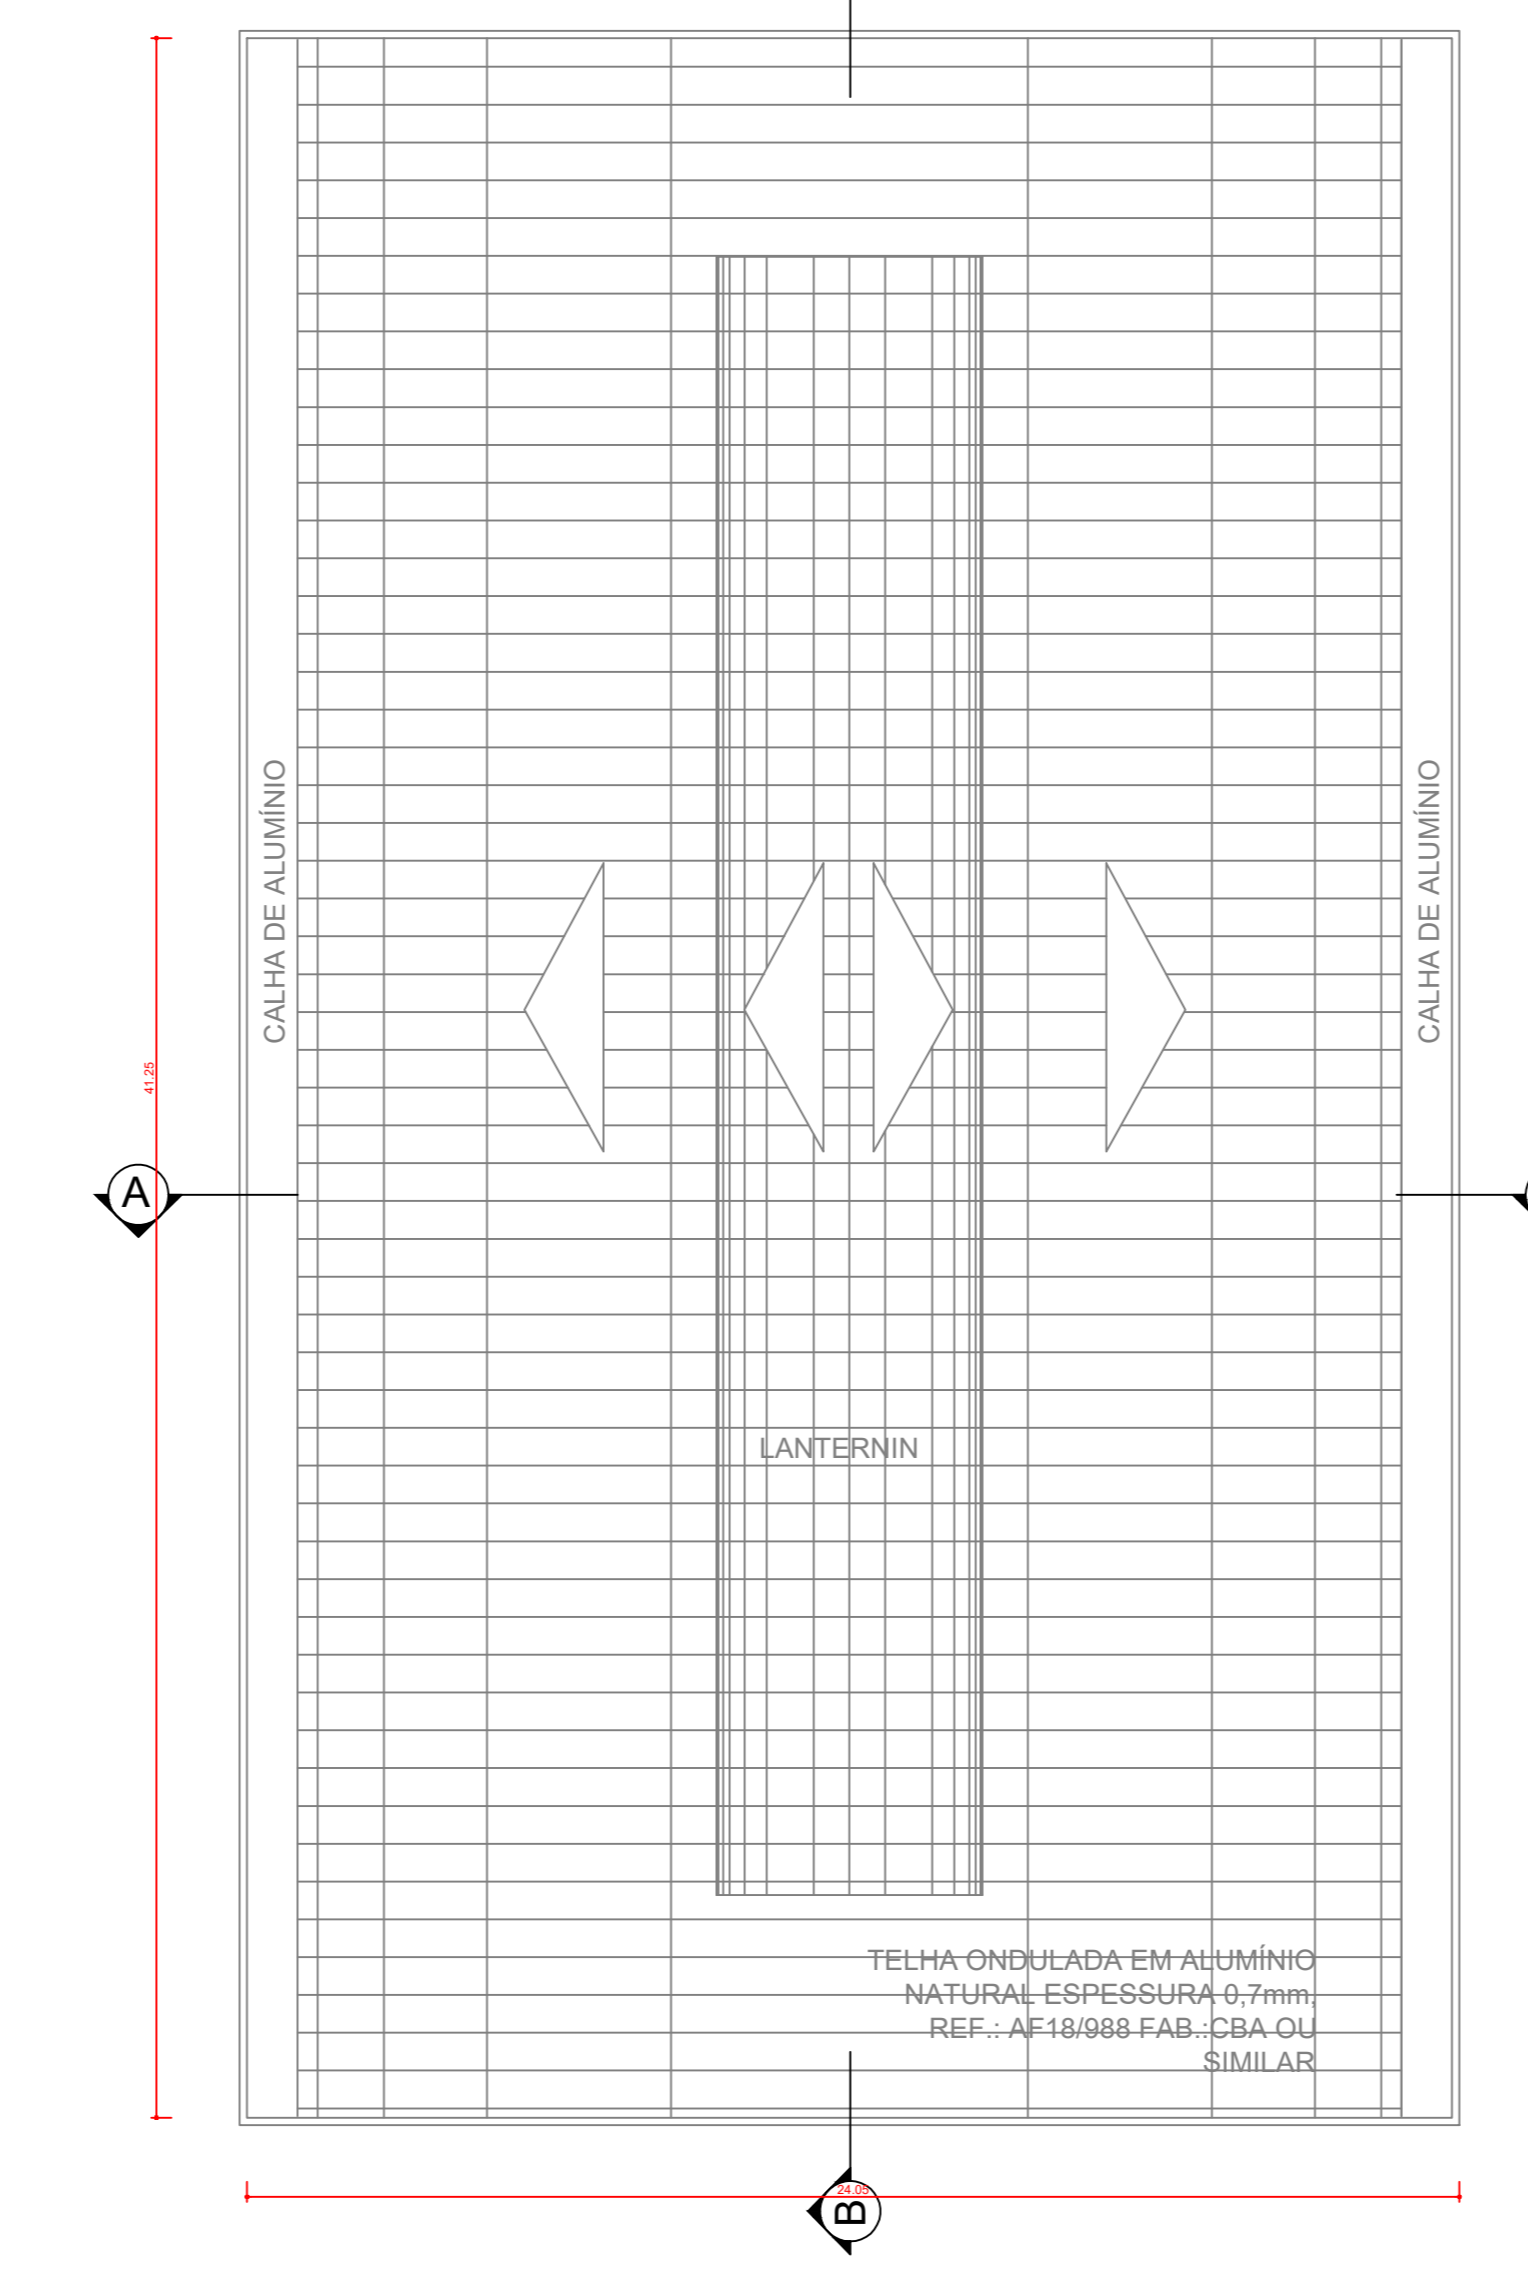 CALHA DE ALUMÍNIO
CALHA DE ALUMÍNIO
41.25
A
LANTERNIN
TELHA ONDULADA EM ALUMÍNIO
NATURAL ESPESSURA 0,7mm,
REF.: AF18/988 FAB.:CBA OU
SIMILAR
24.05
B